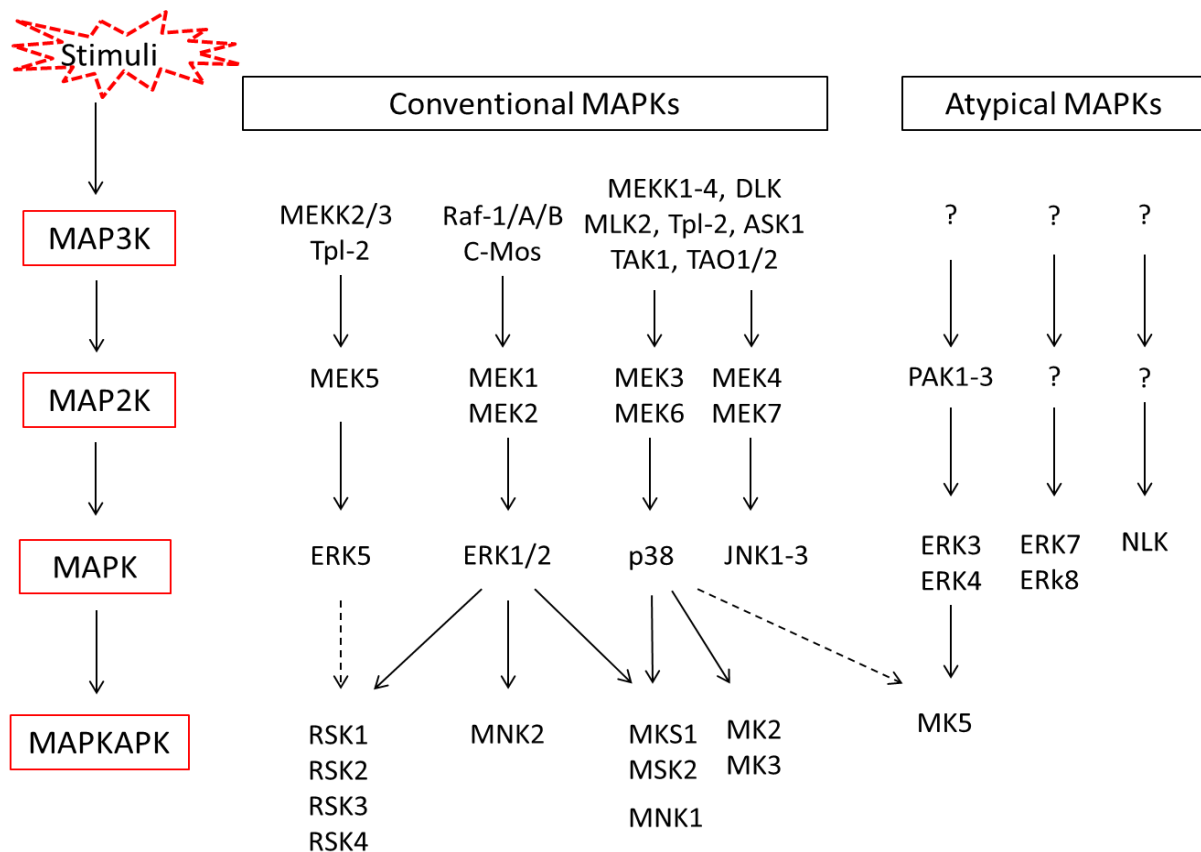 Stimuli
Conventional MAPKs
Atypical MAPKs
MAP3K
MEKK2/3
Tpl-2
Raf-1/A/B
C-Mos
MEKK1-4, DLK
MLK2, Tpl-2, ASK1
TAK1, TAO1/2
?
?
?
MAP2K
MEK5
MEK1
MEK2
MEK3
MEK6
MEK4
MEK7
PAK1-3
?
?
MAPK
ERK5
ERK1/2
p38
JNK1-3
ERK3
ERK4
ERK7
ERk8
NLK
MAPKAPK
RSK1
RSK2
RSK3
RSK4
MNK2
MKS1
MSK2
MNK1
MK2
MK3
MK5